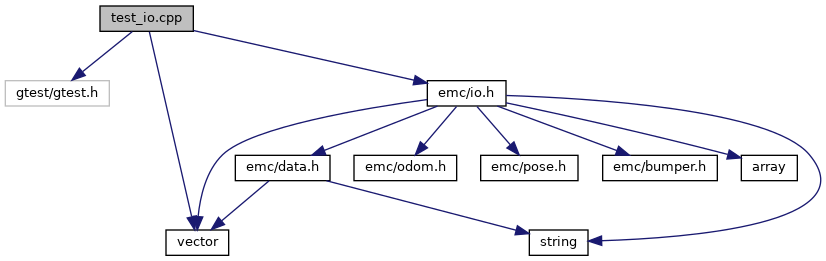 test_io.cpp
gtest/gtest.h
emc/io.h
emc/data.h
emc/odom.h
emc/pose.h
emc/bumper.h
array
vector
string